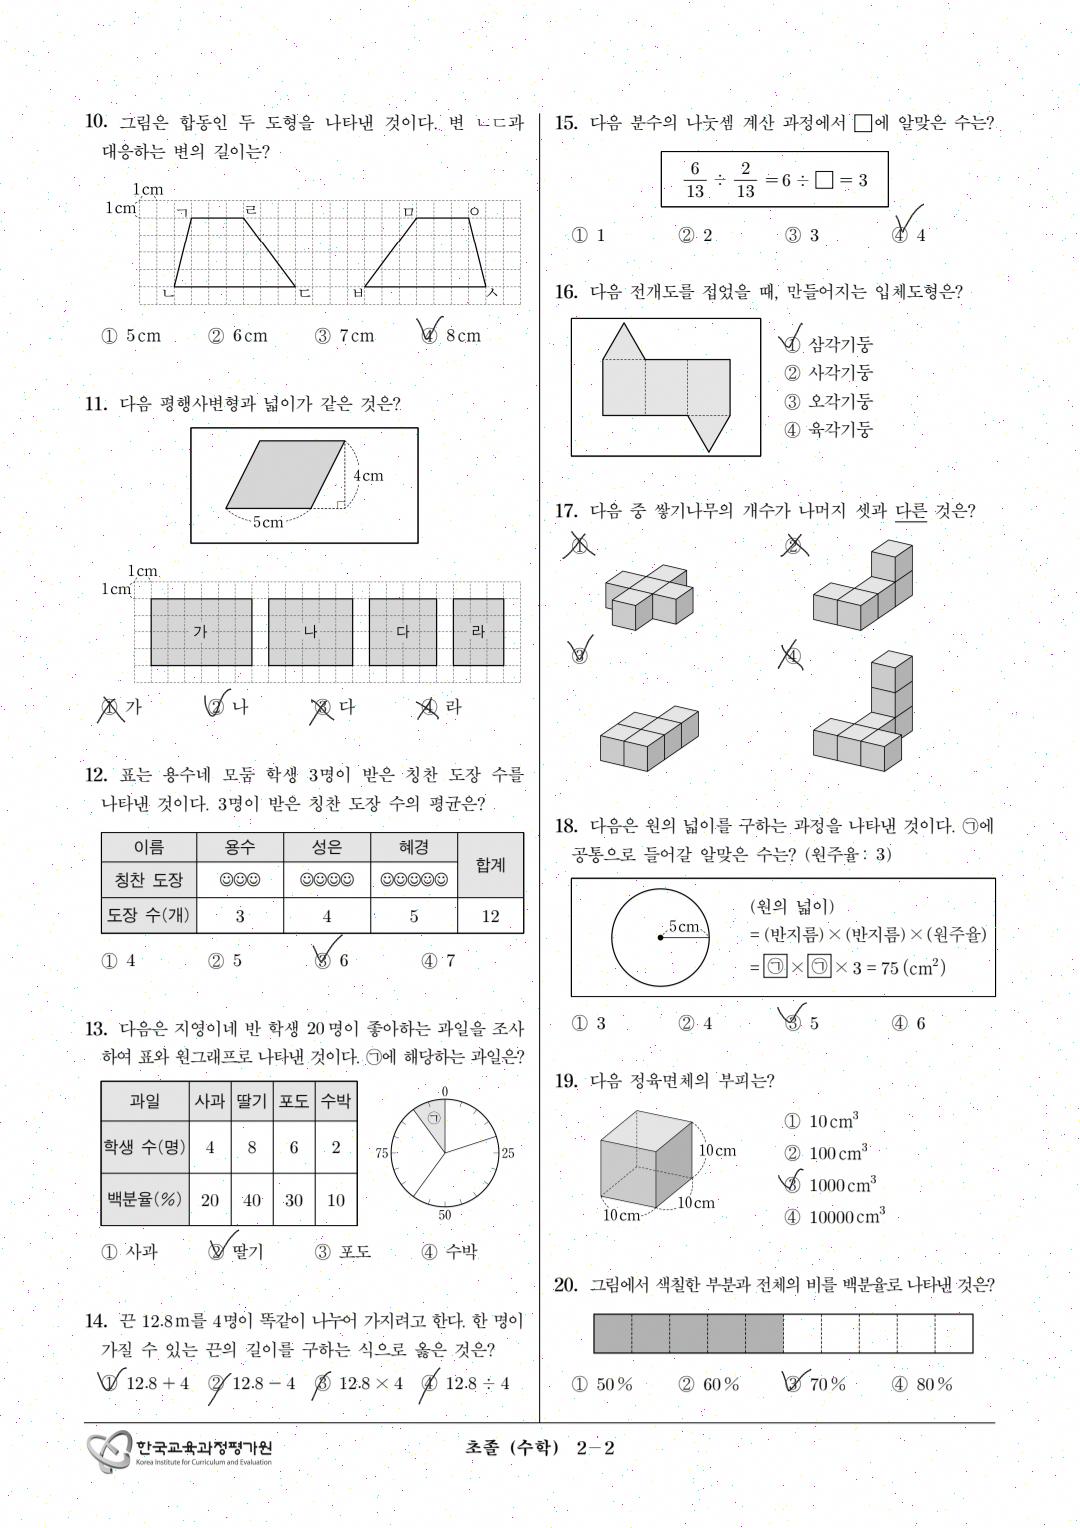 10. 그림은 합동인 두 도형을 나타낸 것이다. 변 ㄴㄷ과
대응하는 변의 길이는?
1cm
1cm
ㄱ ㄹ ㅁ ㅇ
ㄴ ㄷ ㅂ ㅅ
① 5cm ② 6cm ③ 7cm ④ 8cm
11. 다음 평행사변형과 넓이가 같은 것은?
4cm
5cm
1cm
1cm
가 나 다 라
① 가 ② 나 ③ 다 ④ 라
12. 표는 용수네 모둠 학생 3명이 받은 칭찬 도장 수를
나타낸 것이다. 3명이 받은 칭찬 도장 수의 평균은?
이름 용수 성은 혜경 합계
칭찬 도장 ☺☺☺ ☺☺☺☺ ☺☺☺☺☺
도장 수(개) 3 4 5 12
① 4 ② 5 ③ 6 ④ 7
13. 다음은 지영이네 반 학생 20명이 좋아하는 과일을 조사
하여 표와 원그래프로 나타낸 것이다. ㉠에 해당하는 과일은?
과일 사과 딸기 포도 수박
학생 수(명) 4 8 6 2
백분율(%) 20 40 30 10
0
㉠
75 25
50
① 사과 ② 딸기 ③ 포도 ④ 수박
14. 끈 12.8m를 4명이 똑같이 나누어 가지려고 한다. 한 명이
가질 수 있는 끈의 길이를 구하는 식으로 옳은 것은?
① 12.8 + 4 ② 12.8 - 4 ③ 12.8 × 4 ④ 12.8 ÷ 4
15. 다음 분수의 나눗셈 계산 과정에서 □에 알맞은 수는?
6/13 ÷ 2/13 = 6 ÷ □ = 3
① 1 ② 2 ③ 3 ④ 4
16. 다음 전개도를 접었을 때, 만들어지는 입체도형은?
① 삼각기둥
② 사각기둥
③ 오각기둥
④ 육각기둥
17. 다음 중 쌓기나무의 개수가 나머지 셋과 다른 것은?
① ②
③ ④
18. 다음은 원의 넓이를 구하는 과정을 나타낸 것이다. ㉠에
공통으로 들어갈 알맞은 수는? (원주율 : 3)
5cm
(원의 넓이)
= (반지름) × (반지름) × (원주율)
= ㉠ × ㉠ × 3 = 75 (cm²)
① 3 ② 4 ③ 5 ④ 6
19. 다음 정육면체의 부피는?
10cm
10cm
10cm
① 10cm³
② 100cm³
③ 1000cm³
④ 10000cm³
20. 그림에서 색칠한 부분과 전체의 비를 백분율로 나타낸 것은?
① 50% ② 60% ③ 70% ④ 80%
한국교육과정평가원
Korea Institute for Curriculum and Evaluation
초졸 (수학) 2-2